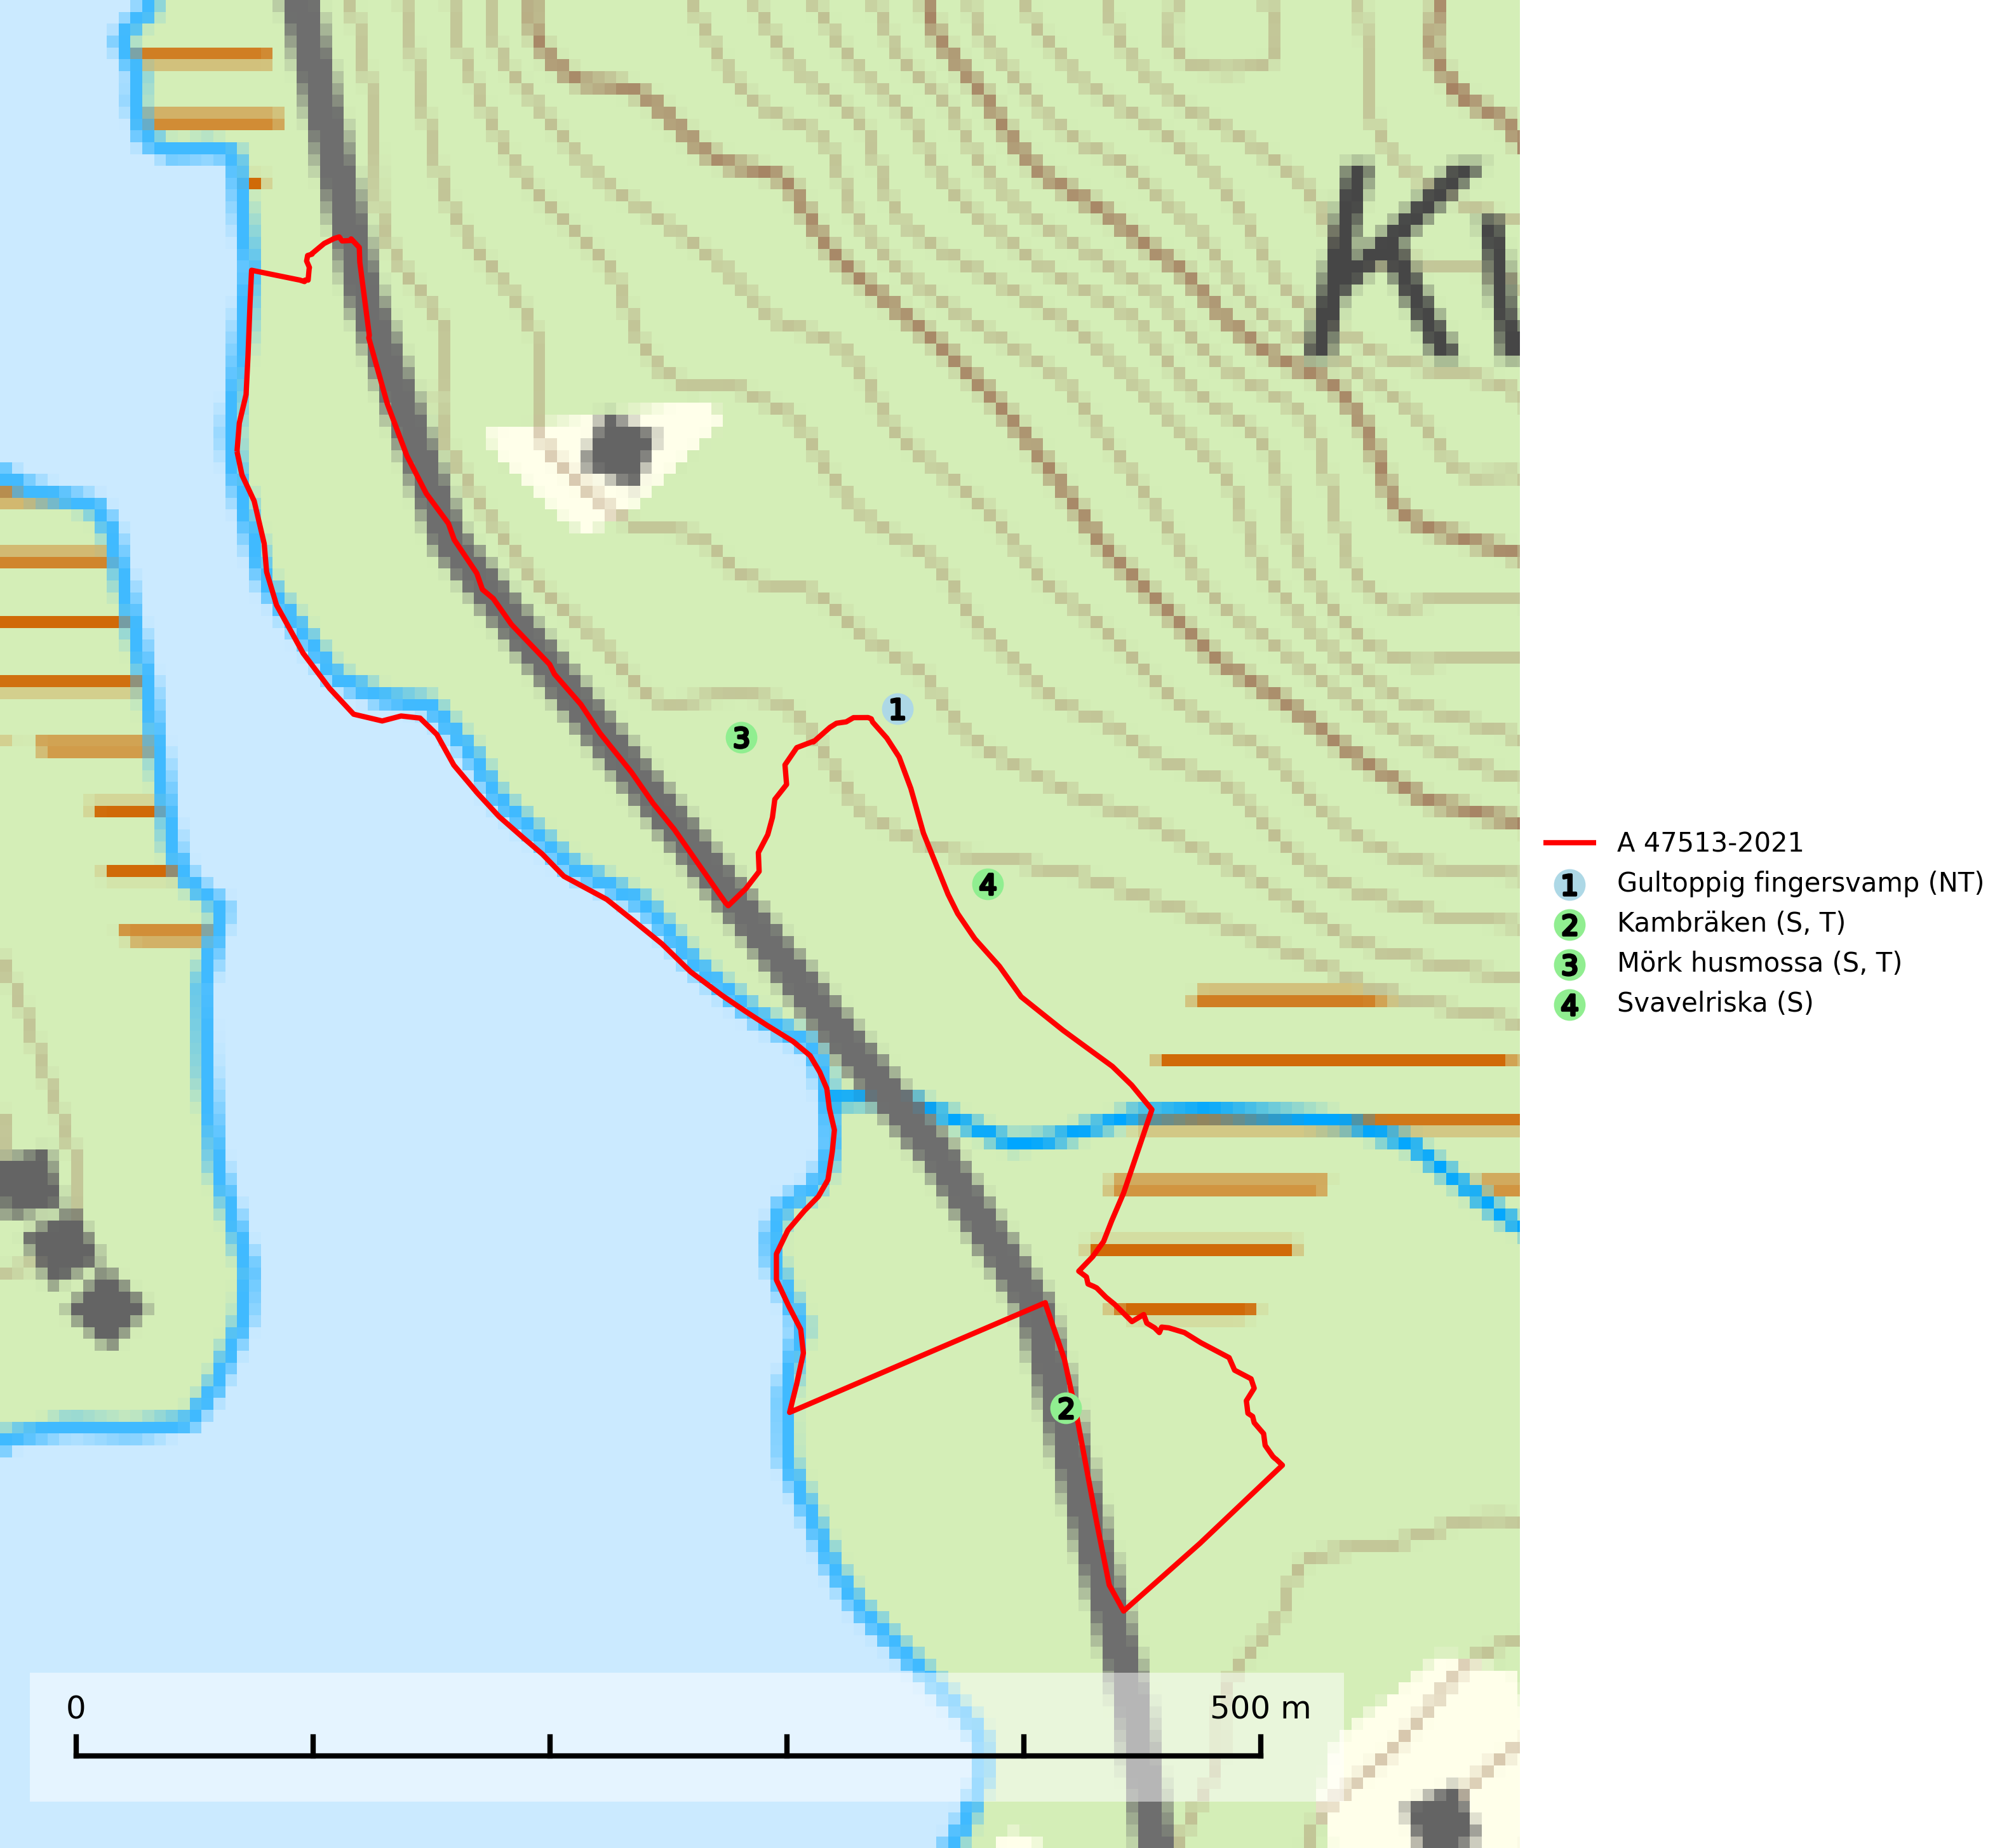 KI
1
3
4
2
0 500 m
A 47513-2021
1 Gultoppig fingersvamp (NT)
2 Kambräken (S, T)
3 Mörk husmossa (S, T)
4 Svavelriska (S)